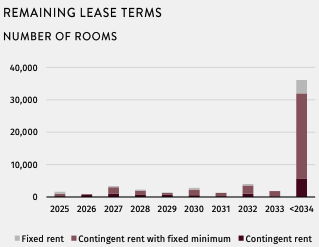 REMAINING LEASE TERMS
NUMBER OF ROOMS
40,000
30,000
20,000
10,000
0
2025 2026 2027 2028 2029 2030 2031 2032 2033 <2034
Fixed rent Contingent rent with fixed minimum Contingent rent